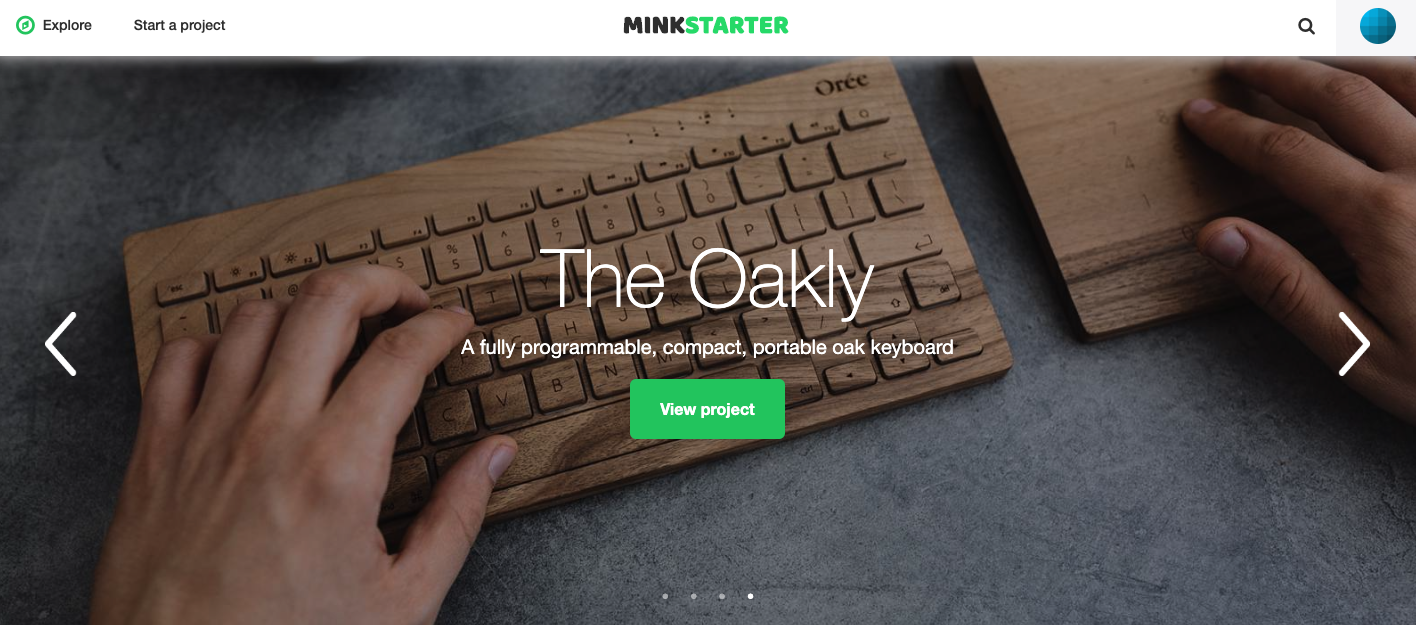 Explore
Start a project
MINKSTARTER
Orée
The Oakly
A fully programmable, compact, portable oak keyboard
View project